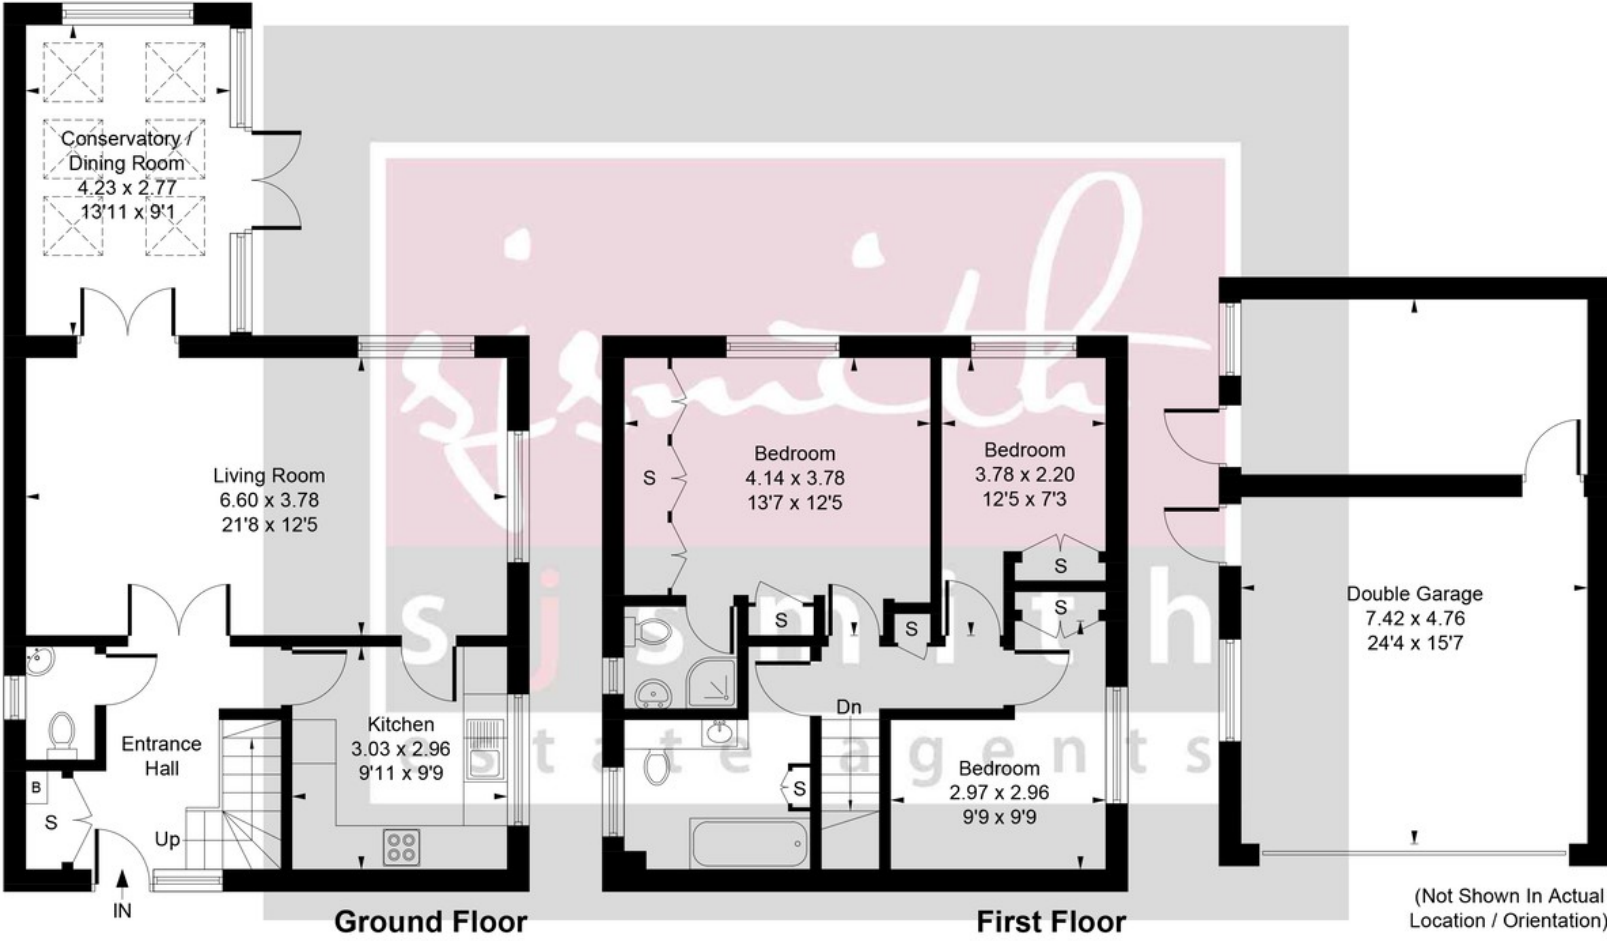 Conservatory /
Dining Room
4.23 x 2.77
13'11 x 9'1
Living Room
6.60 x 3.78
21'8 x 12'5
Kitchen
3.03 x 2.96
9'11 x 9'9
Entrance
Hall
B
S
Up
IN
Ground Floor
Bedroom
4.14 x 3.78
13'7 x 12'5
S
Bedroom
3.78 x 2.20
12'5 x 7'3
S
S
S
S
Dn
S
Bedroom
2.97 x 2.96
9'9 x 9'9
First Floor
Double Garage
7.42 x 4.76
24'4 x 15'7
(Not Shown In Actual
Location / Orientation)
sjsmith
sjsmith
estate agents